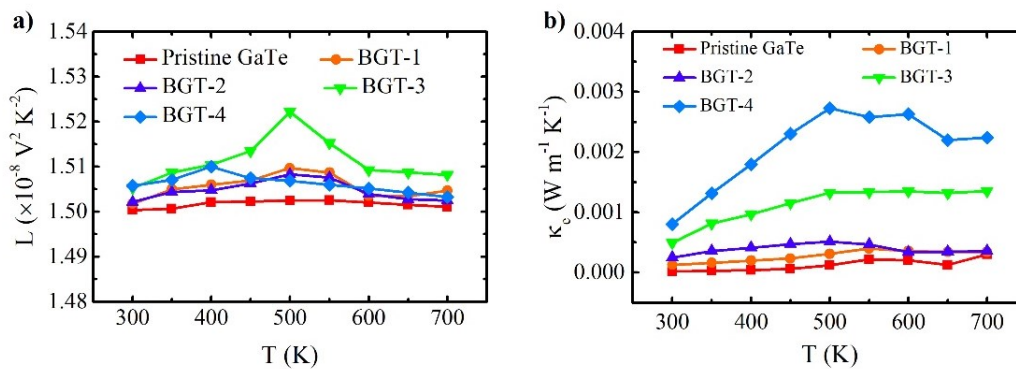 a)
L (×10⁻⁸ V² K⁻²)
1.54
1.53
1.52
1.51
1.50
1.49
1.48
Pristine GaTe
BGT-1
BGT-2
BGT-3
BGT-4
300
400
500
600
700
T (K)
b)
κₑ (W m⁻¹ K⁻¹)
0.004
0.003
0.002
0.001
0.000
Pristine GaTe
BGT-1
BGT-2
BGT-3
BGT-4
300
400
500
600
700
T (K)